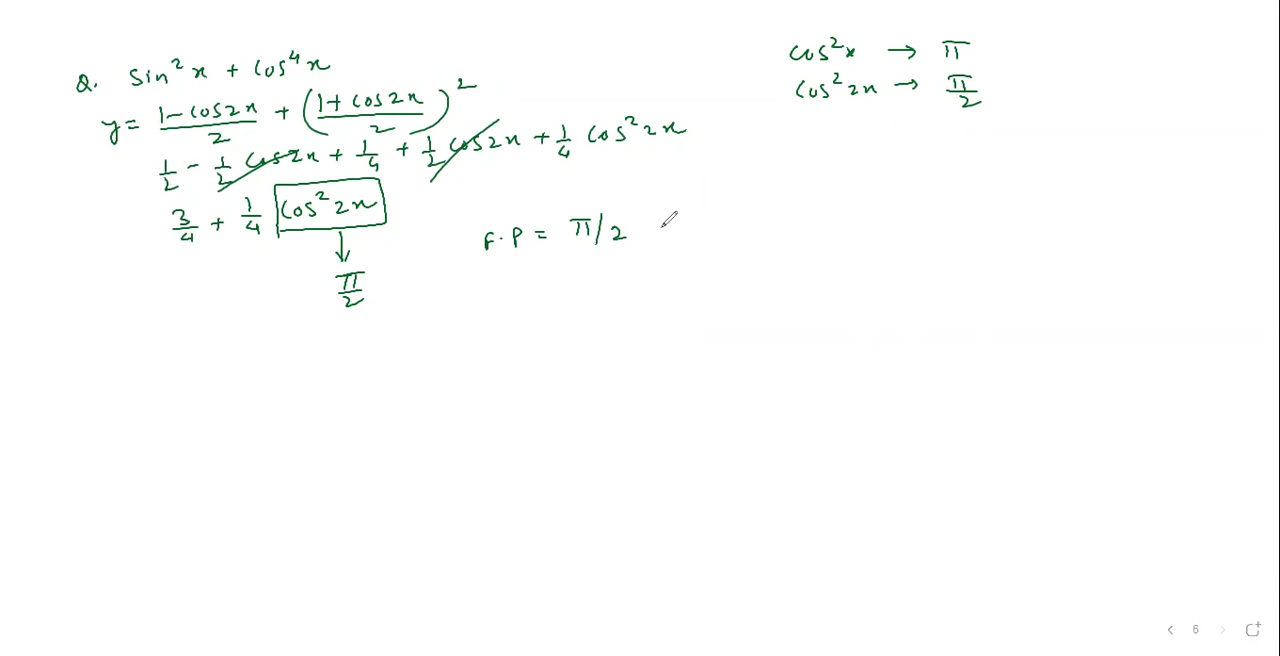 Q. Sin²x + Cos⁴x
y = (1 - cos2x)/2 + ((1 + cos2x)/2)²
1/2 - 1/2 cos2x + 1/4 + 1/2 cos2x + 1/4 cos²2x
3/4 + 1/4 cos²2x
↓
π/2
F.P = π/2
cos²x → π
cos²2x → π/2
< 6 >